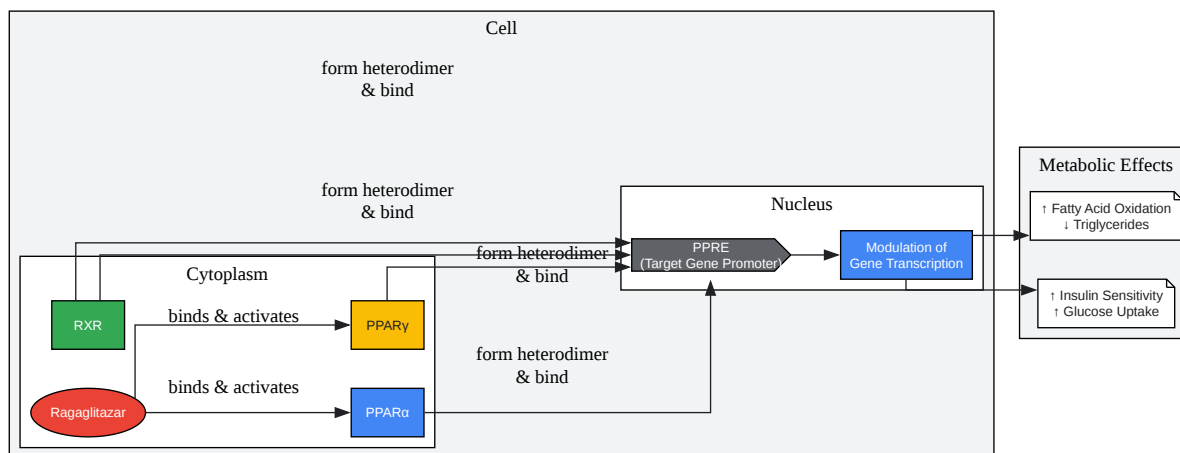 Cell
form heterodimer
& bind
form heterodimer
& bind
Metabolic Effects
↑ Fatty Acid Oxidation
↓ Triglycerides
Nucleus
PPRE
(Target Gene Promoter)
Modulation of
Gene Transcription
form heterodimer
& bind
Cytoplasm
↑ Insulin Sensitivity
↑ Glucose Uptake
RXR
binds & activates
PPARγ
form heterodimer
& bind
Ragaglitazar
binds & activates
PPARα